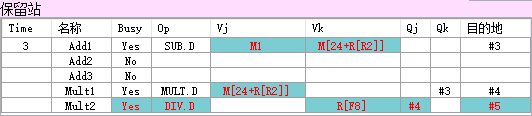 保留站
Time 名称 Busy Op Vj Vk Qj Qk 目的地
3 Add1 Yes SUB.D M1 M[24+R[R2]] #3
Add2 No
Add3 No
Mult1 Yes MULT.D M[24+R[R2]] #3 #4
Mult2 Yes DIV.D R[F8] #4 #5